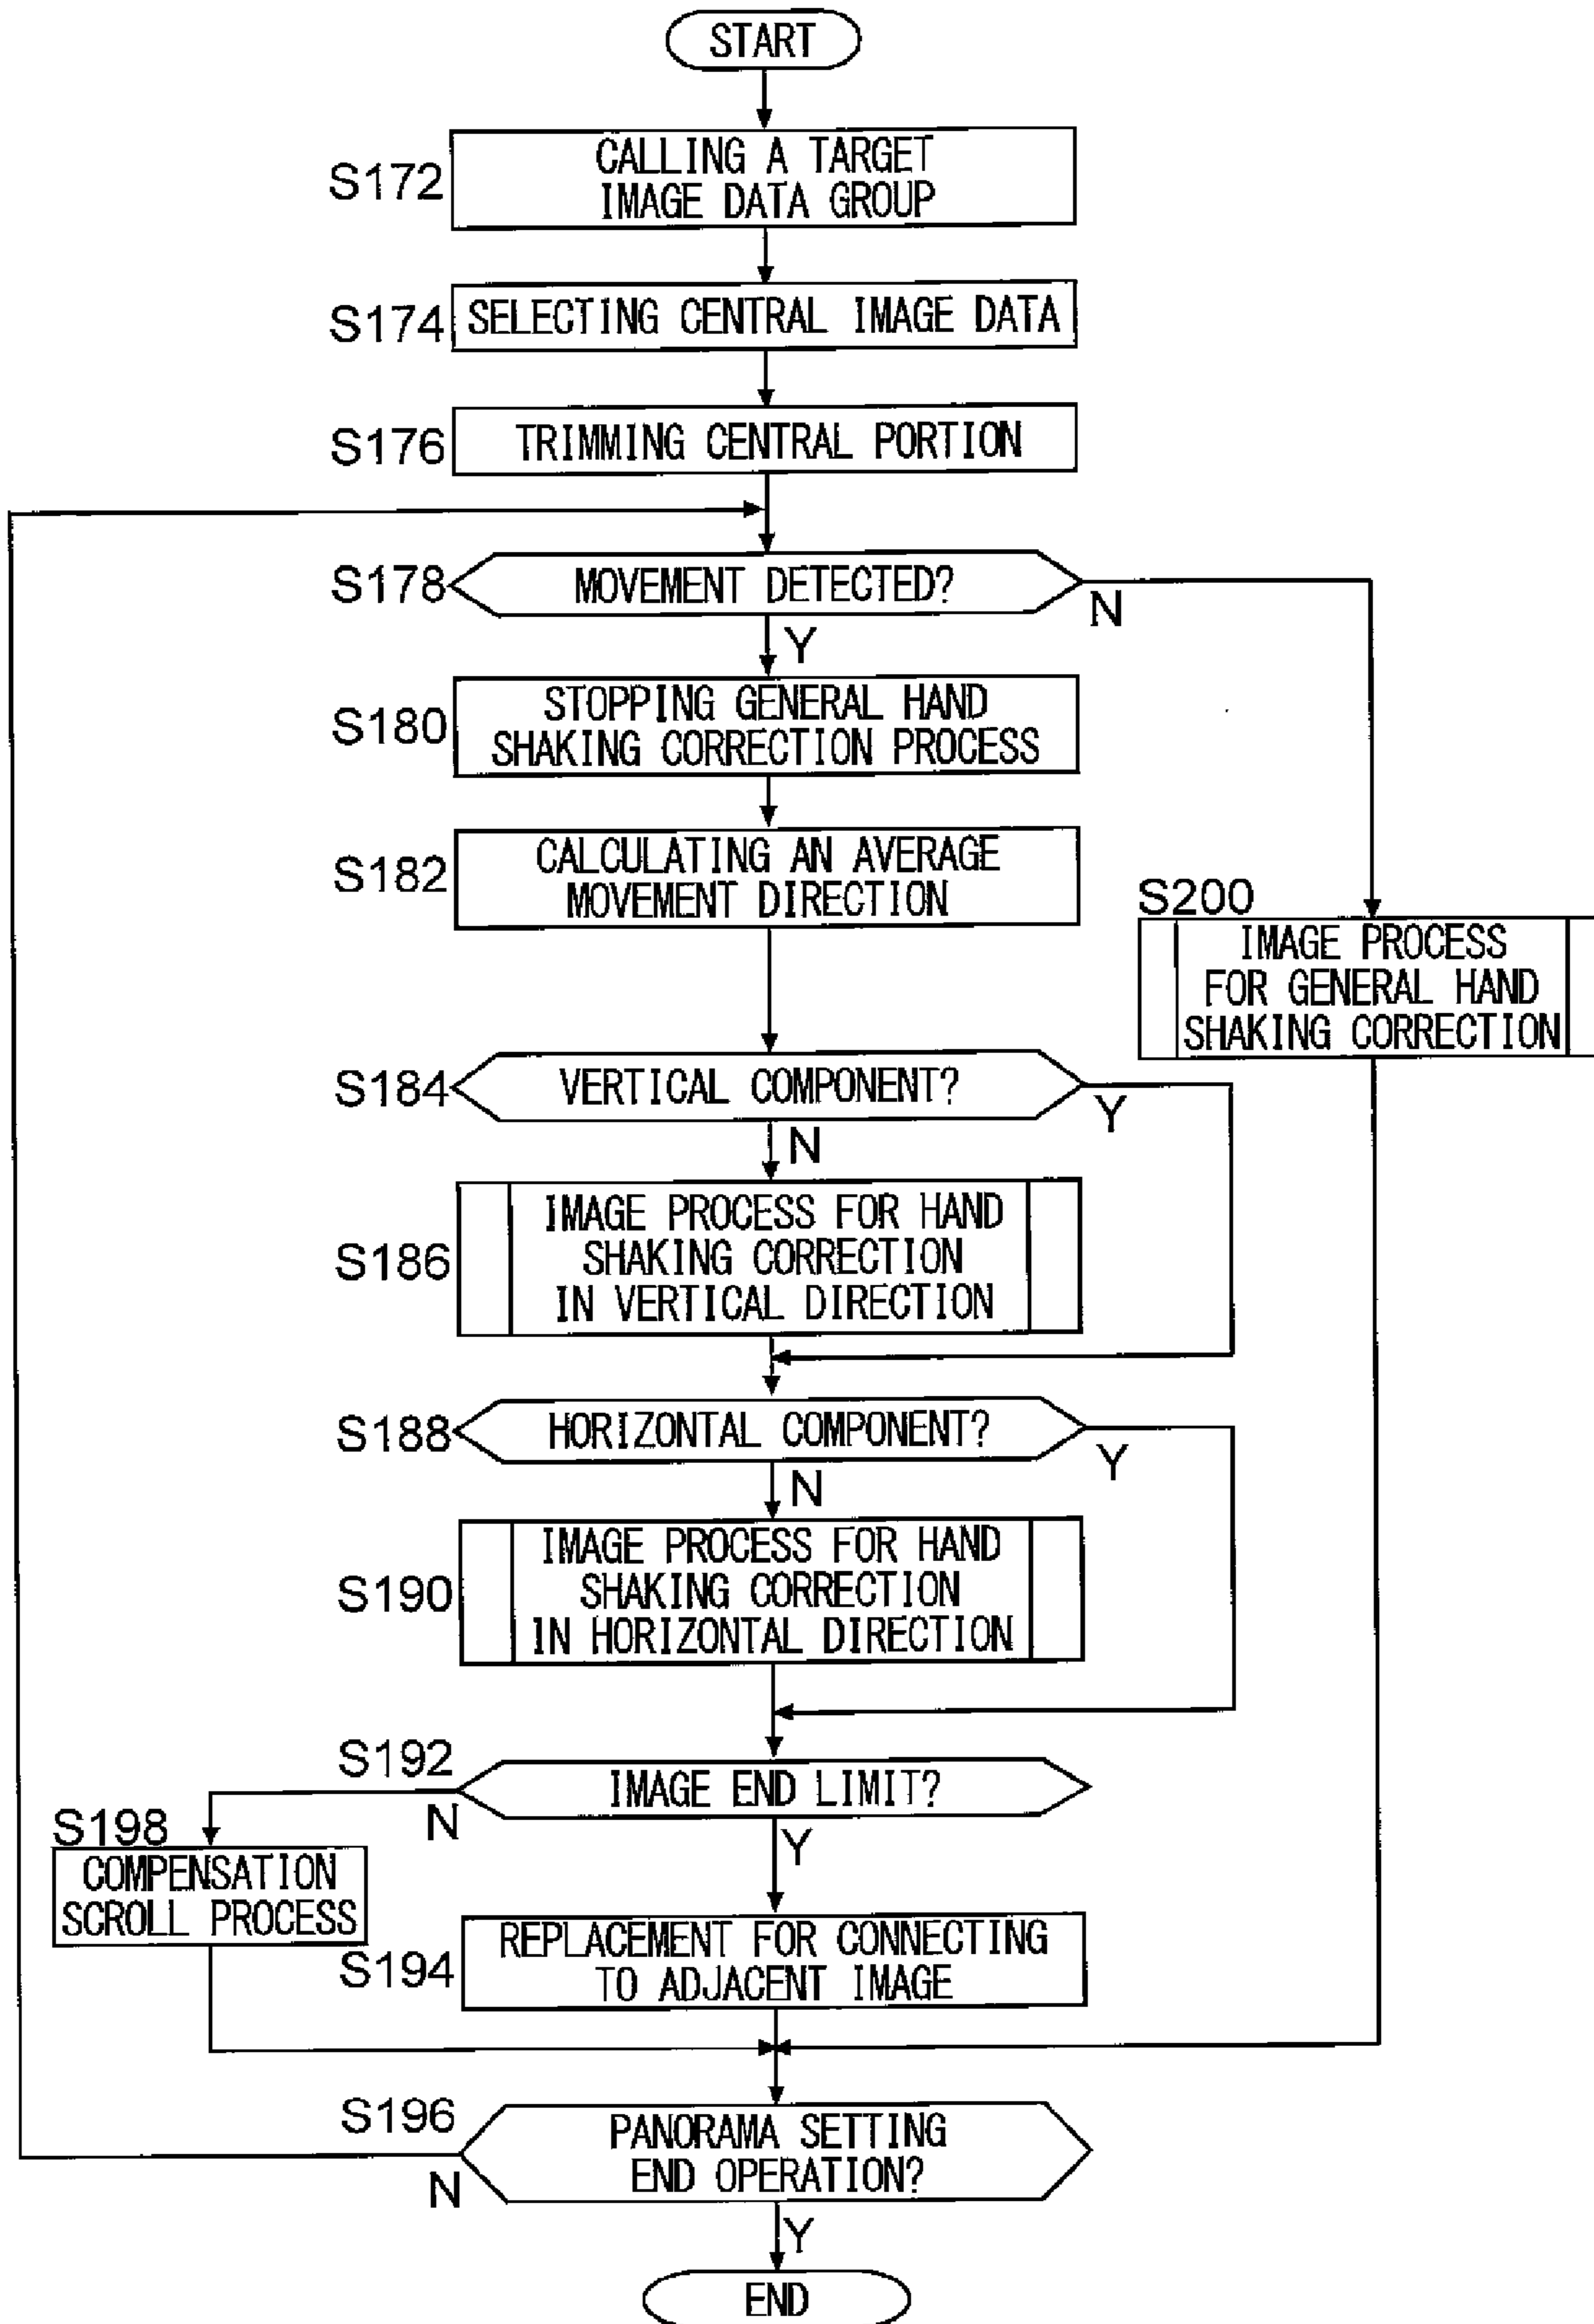 START
S172
CALLING A TARGET
IMAGE DATA GROUP
S174
SELECTING CENTRAL IMAGE DATA
S176
TRIMMING CENTRAL PORTION
S178
MOVEMENT DETECTED?
N
Y
S180
STOPPING GENERAL HAND
SHAKING CORRECTION PROCESS
S182
CALCULATING AN AVERAGE
MOVEMENT DIRECTION
S200
IMAGE PROCESS
FOR GENERAL HAND
SHAKING CORRECTION
S184
VERTICAL COMPONENT?
Y
N
S186
IMAGE PROCESS FOR HAND
SHAKING CORRECTION
IN VERTICAL DIRECTION
S188
HORIZONTAL COMPONENT?
Y
N
S190
IMAGE PROCESS FOR HAND
SHAKING CORRECTION
IN HORIZONTAL DIRECTION
S192
IMAGE END LIMIT?
N
Y
S198
COMPENSATION
SCROLL PROCESS
S194
REPLACEMENT FOR CONNECTING
TO ADJACENT IMAGE
S196
PANORAMA SETTING
END OPERATION?
N
Y
END